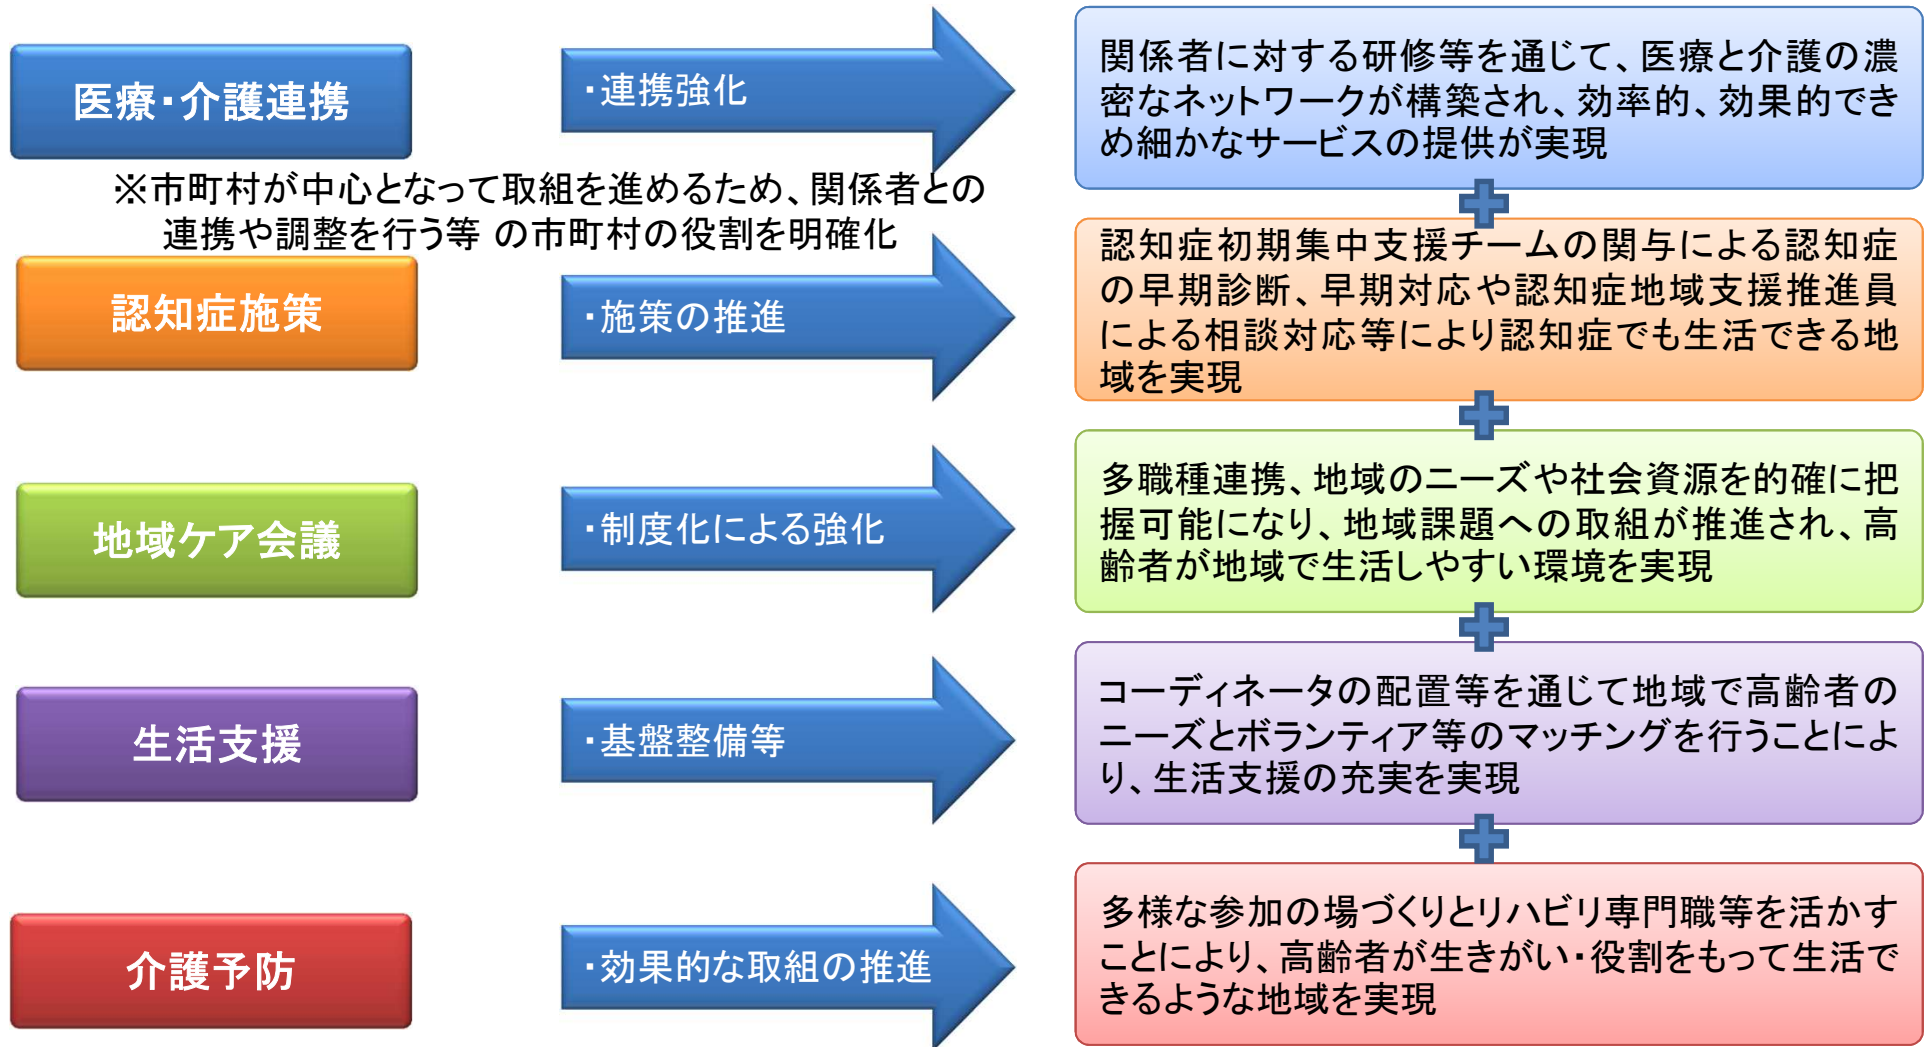 医療・介護連携
・連携強化
関係者に対する研修等を通じて、医療と介護の濃
密なネットワークが構築され、効率的、効果的でき
め細かなサービスの提供が実現
※市町村が中心となって取組を進めるため、関係者との
連携や調整を行う等 の市町村の役割を明確化
認知症施策
・施策の推進
認知症初期集中支援チームの関与による認知症
の早期診断、早期対応や認知症地域支援推進員
による相談対応等により認知症でも生活できる地
域を実現
地域ケア会議
・制度化による強化
多職種連携、地域のニーズや社会資源を的確に把
握可能になり、地域課題への取組が推進され、高
齢者が地域で生活しやすい環境を実現
生活支援
・基盤整備等
コーディネータの配置等を通じて地域で高齢者の
ニーズとボランティア等のマッチングを行うことによ
り、生活支援の充実を実現
介護予防
・効果的な取組の推進
多様な参加の場づくりとリハビリ専門職等を活かす
ことにより、高齢者が生きがい・役割をもって生活で
きるような地域を実現